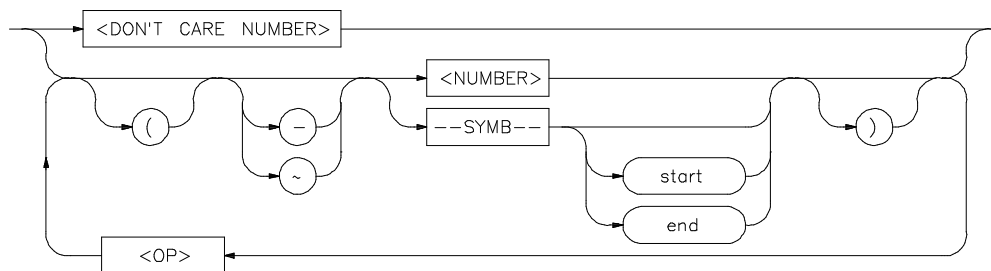 <DON'T CARE NUMBER>
<NUMBER>
(
-
~
--SYMB--
start
end
)
<OP>